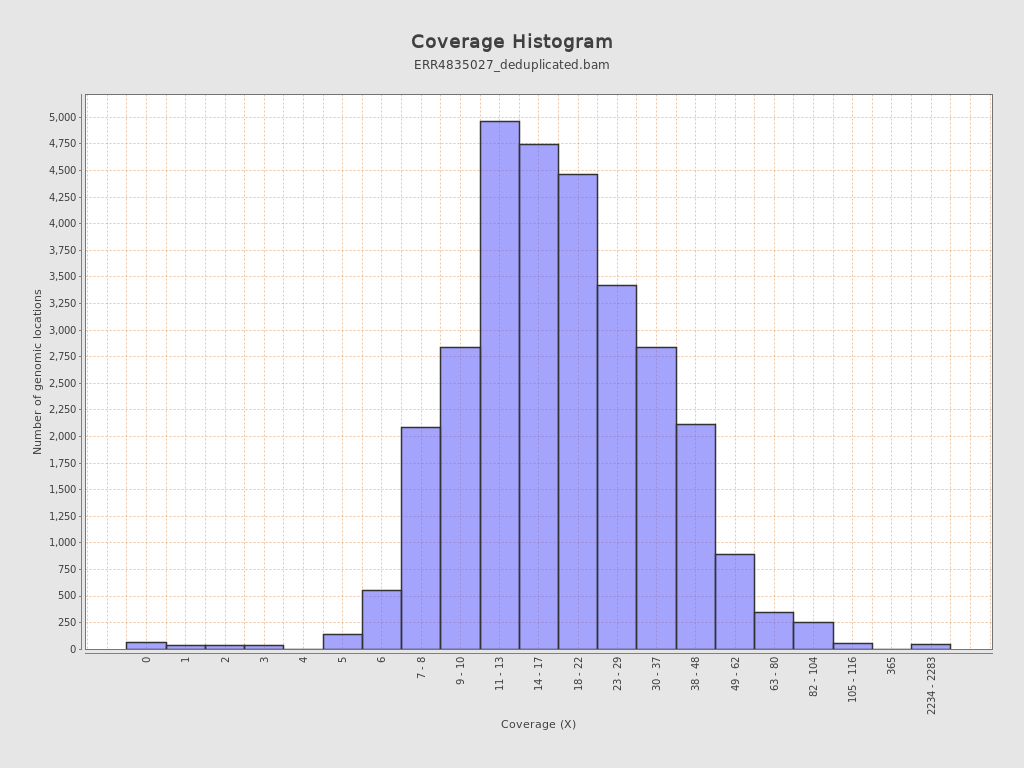 Coverage Histogram
ERR4835027_deduplicated.bam
Number of genomic locations
5,000
4,750
4,500
4,250
4,000
3,750
3,500
3,250
3,000
2,750
2,500
2,250
2,000
1,750
1,500
1,250
1,000
750
500
250
0
0
1
2
3
4
5
6
7 - 8
9 - 10
11 - 13
14 - 17
18 - 22
23 - 29
30 - 37
38 - 48
49 - 62
63 - 80
82 - 104
105 - 116
365
2234 - 2283
Coverage (X)